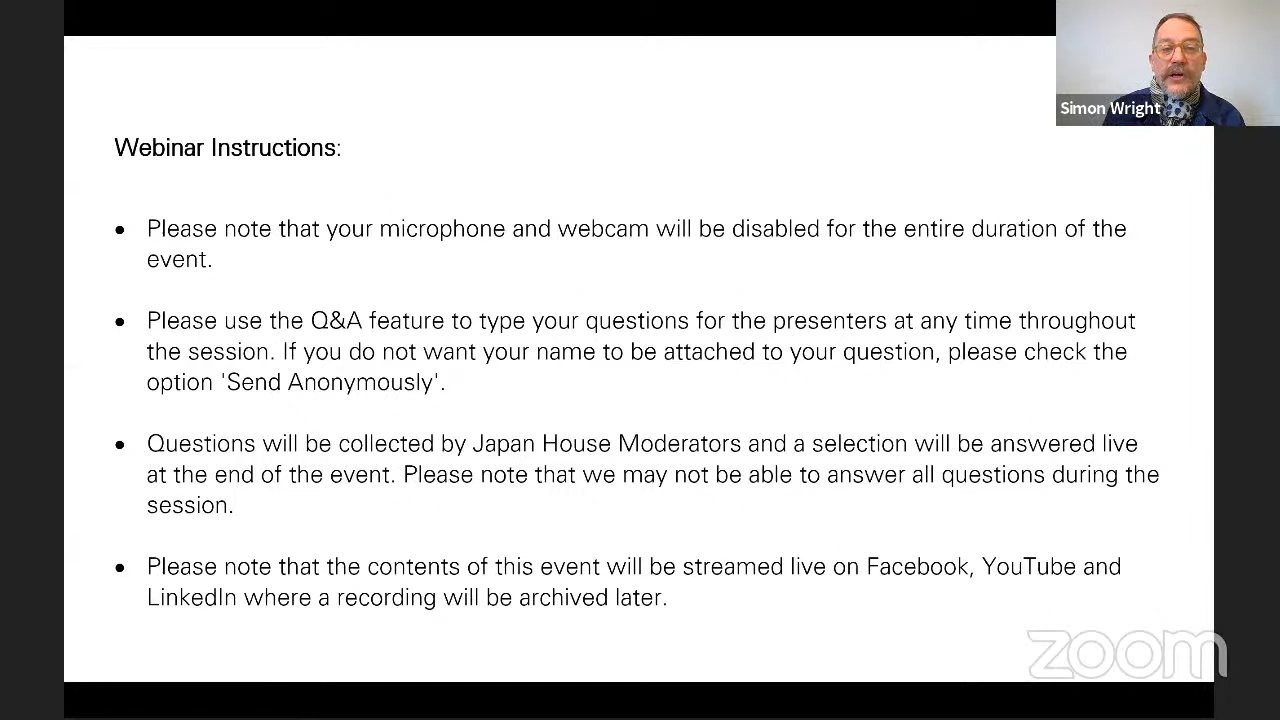 Simon Wright
Webinar Instructions:
• Please note that your microphone and webcam will be disabled for the entire duration of the
event.
• Please use the Q&A feature to type your questions for the presenters at any time throughout
the session. If you do not want your name to be attached to your question, please check the
option 'Send Anonymously'.
• Questions will be collected by Japan House Moderators and a selection will be answered live
at the end of the event. Please note that we may not be able to answer all questions during the
session.
• Please note that the contents of this event will be streamed live on Facebook, YouTube and
LinkedIn where a recording will be archived later.
zoom